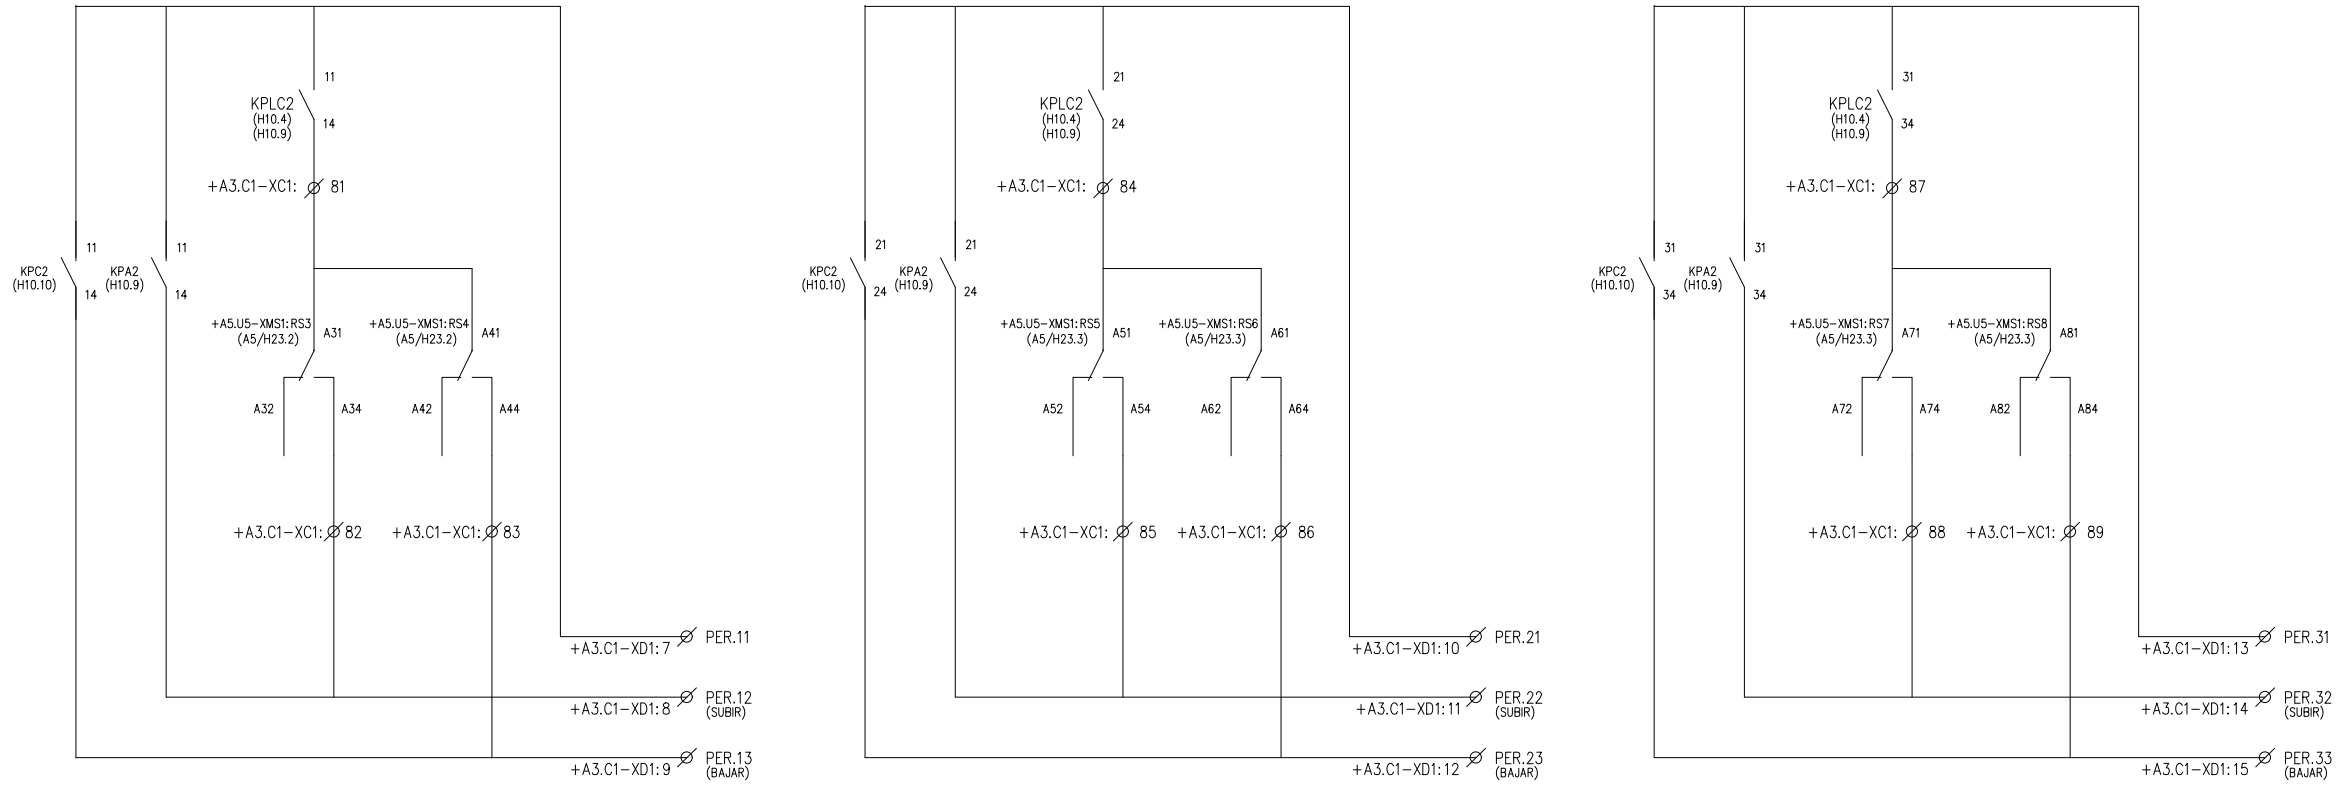 11
KPLC2
(H10.4)
(H10.9)
14
+A3.C1-XC1: 81
11
11
KPC2
(H10.10)
KPA2
(H10.9)
14
14
+A5.U5-XMS1:RS3
(A5/H23.2)
A31
+A5.U5-XMS1:RS4
(A5/H23.2)
A41
A32
A34
A42
A44
+A3.C1-XC1: 82
+A3.C1-XC1: 83
PER.11
+A3.C1-XD1:7
PER.12
(SUBIR)
+A3.C1-XD1:8
PER.13
(BAJAR)
+A3.C1-XD1:9
21
KPLC2
(H10.4)
(H10.9)
24
+A3.C1-XC1: 84
21
21
KPC2
(H10.10)
KPA2
(H10.9)
24
24
+A5.U5-XMS1:RS5
(A5/H23.3)
A51
+A5.U5-XMS1:RS6
(A5/H23.3)
A61
A52
A54
A62
A64
+A3.C1-XC1: 85
+A3.C1-XC1: 86
PER.21
+A3.C1-XD1:10
PER.22
(SUBIR)
+A3.C1-XD1:11
PER.23
(BAJAR)
+A3.C1-XD1:12
31
KPLC2
(H10.4)
(H10.9)
34
+A3.C1-XC1: 87
31
31
KPC2
(H10.10)
KPA2
(H10.9)
34
34
+A5.U5-XMS1:RS7
(A5/H23.3)
A71
+A5.U5-XMS1:RS8
(A5/H23.3)
A81
A72
A74
A82
A84
+A3.C1-XC1: 88
+A3.C1-XC1: 89
PER.31
+A3.C1-XD1:13
PER.32
(SUBIR)
+A3.C1-XD1:14
PER.33
(BAJAR)
+A3.C1-XD1:15